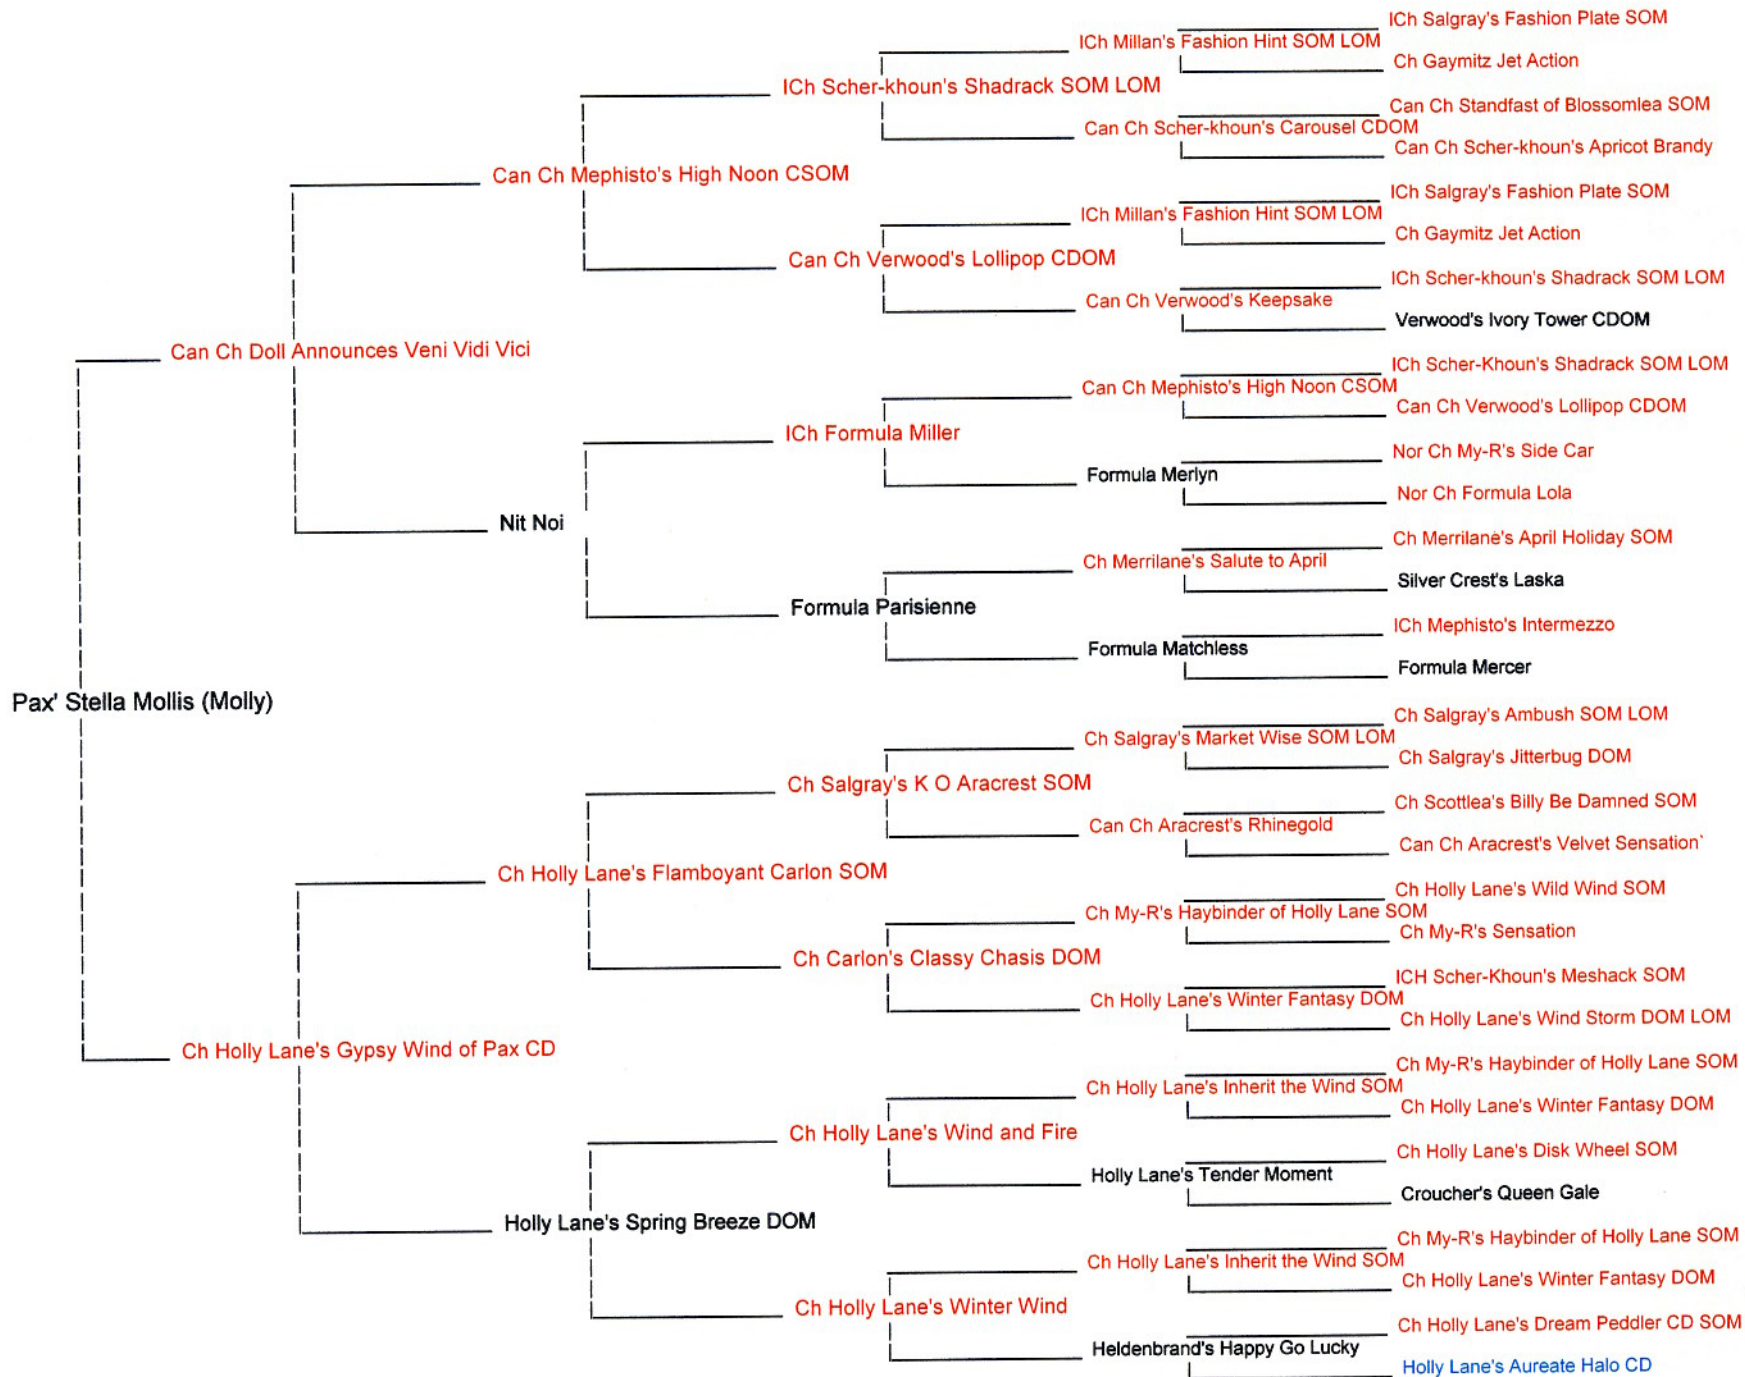 ICh Salgray's Fashion Plate SOM
ICh Millan's Fashion Hint SOM LOM
Ch Gaymitz Jet Action
ICh Scher-khoun's Shadrack SOM LOM
Can Ch Standfast of Blossomlea SOM
Can Ch Scher-khoun's Carousel CDOM
Can Ch Scher-khoun's Apricot Brandy
Can Ch Mephisto's High Noon CSOM
ICh Salgray's Fashion Plate SOM
ICh Millan's Fashion Hint SOM LOM
Ch Gaymitz Jet Action
Can Ch Verwood's Lollipop CDOM
ICh Scher-khoun's Shadrack SOM LOM
Can Ch Verwood's Keepsake
Verwood's Ivory Tower CDOM
Can Ch Doll Announces Veni Vidi Vici
ICh Scher-Khoun's Shadrack SOM LOM
Can Ch Mephisto's High Noon CSOM
Can Ch Verwood's Lollipop CDOM
ICh Formula Miller
Nor Ch My-R's Side Car
Formula Merlyn
Nor Ch Formula Lola
Nit Noi
Ch Merrilane's April Holiday SOM
Ch Merrilane's Salute to April
Silver Crest's Laska
Formula Parisienne
ICh Mephisto's Intermezzo
Formula Matchless
Formula Mercer
Pax' Stella Mollis (Molly)
Ch Salgray's Ambush SOM LOM
Ch Salgray's Market Wise SOM LOM
Ch Salgray's Jitterbug DOM
Ch Salgray's K O Aracrest SOM
Ch Scottlea's Billy Be Damned SOM
Can Ch Aracrest's Rhinegold
Can Ch Aracrest's Velvet Sensation`
Ch Holly Lane's Flamboyant Carlon SOM
Ch Holly Lane's Wild Wind SOM
Ch My-R's Haybinder of Holly Lane SOM
Ch My-R's Sensation
Ch Carlon's Classy Chasis DOM
ICH Scher-Khoun's Meshack SOM
Ch Holly Lane's Winter Fantasy DOM
Ch Holly Lane's Wind Storm DOM LOM
Ch Holly Lane's Gypsy Wind of Pax CD
Ch My-R's Haybinder of Holly Lane SOM
Ch Holly Lane's Inherit the Wind SOM
Ch Holly Lane's Winter Fantasy DOM
Ch Holly Lane's Wind and Fire
Ch Holly Lane's Disk Wheel SOM
Holly Lane's Tender Moment
Croucher's Queen Gale
Holly Lane's Spring Breeze DOM
Ch My-R's Haybinder of Holly Lane SOM
Ch Holly Lane's Inherit the Wind SOM
Ch Holly Lane's Winter Fantasy DOM
Ch Holly Lane's Winter Wind
Ch Holly Lane's Dream Peddler CD SOM
Heldenbrand's Happy Go Lucky
Holly Lane's Aureate Halo CD